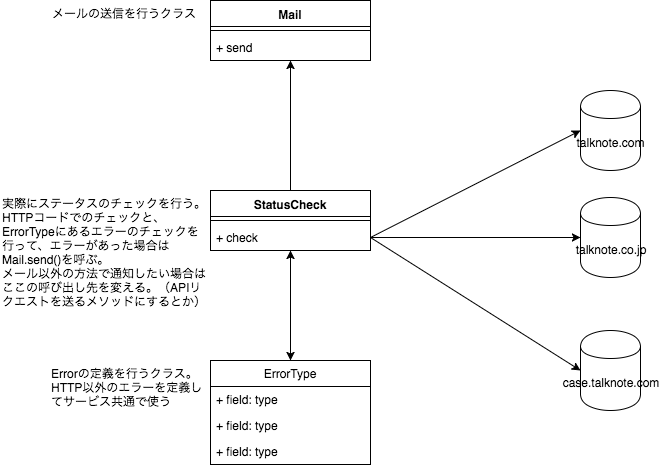 メールの送信を行うクラス
Mail
+ send
talknote.com
実際にステータスのチェックを行う。
HTTPコードでのチェックと、
ErrorTypeにあるエラーのチェックを
行って、エラーがあった場合は
Mail.send()を呼ぶ。
メール以外の方法で通知したい場合は
ここの呼び出し先を変える。（APIリ
クエストを送るメソッドにするとか）
StatusCheck
+ check
talknote.co.jp
Errorの定義を行うクラス。
HTTP以外のエラーを定義し
てサービス共通で使う
ErrorType
+ field: type
+ field: type
+ field: type
case.talknote.com